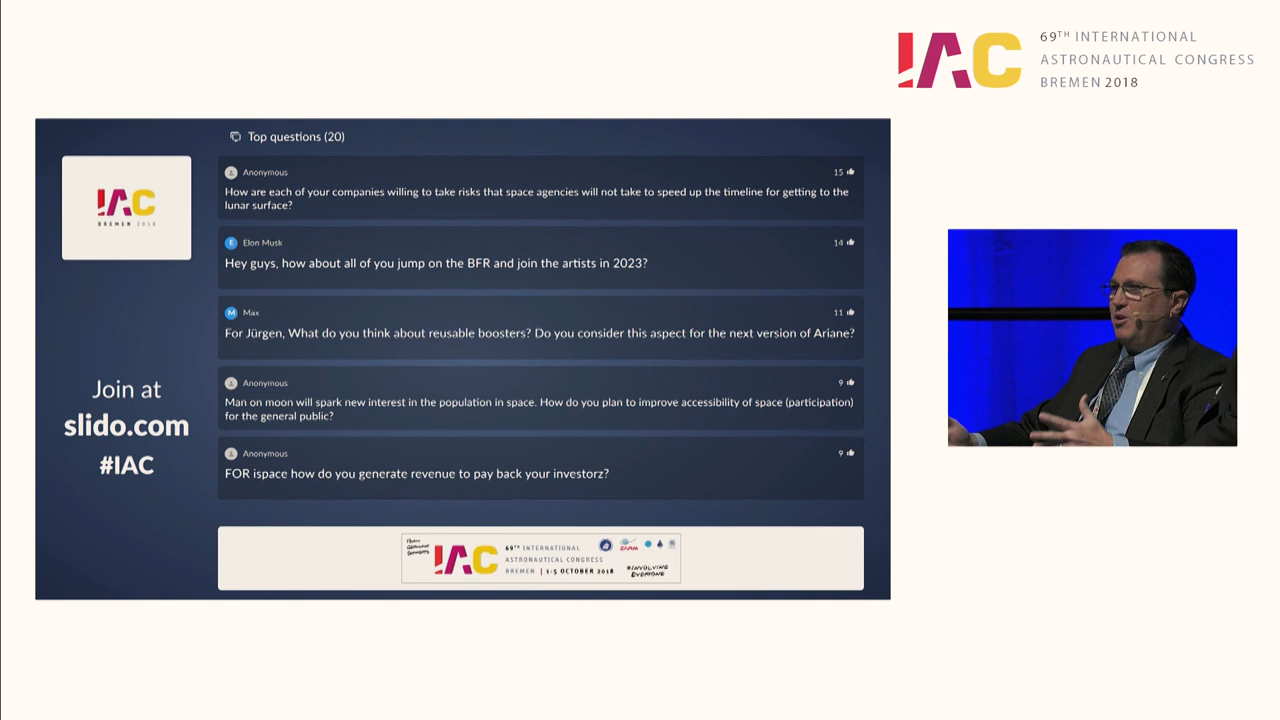 IAC
69TH INTERNATIONAL
ASTRONAUTICAL CONGRESS
BREMEN 2018
Top questions (20)
IAC
BREMEN 2018
Anonymous
15
How are each of your companies willing to take risks that space agencies will not take to speed up the timeline for getting to the
lunar surface?
E Elon Musk
14
Hey guys, how about all of you jump on the BFR and join the artists in 2023?
M Max
11
For Jürgen, What do you think about reusable boosters? Do you consider this aspect for the next version of Ariane?
Anonymous
9
Man on moon will spark new interest in the population in space. How do you plan to improve accessibility of space (participation)
for the general public?
Anonymous
9
FOR ispace how do you generate revenue to pay back your investorz?
Join at
slido.com
#IAC
TEAM
GERMANY
SUPPORTS
IAC
69TH INTERNATIONAL
ASTRONAUTICAL CONGRESS
BREMEN | 1-5 OCTOBER 2018
ZARM
#INVOLVING
EVERYONE